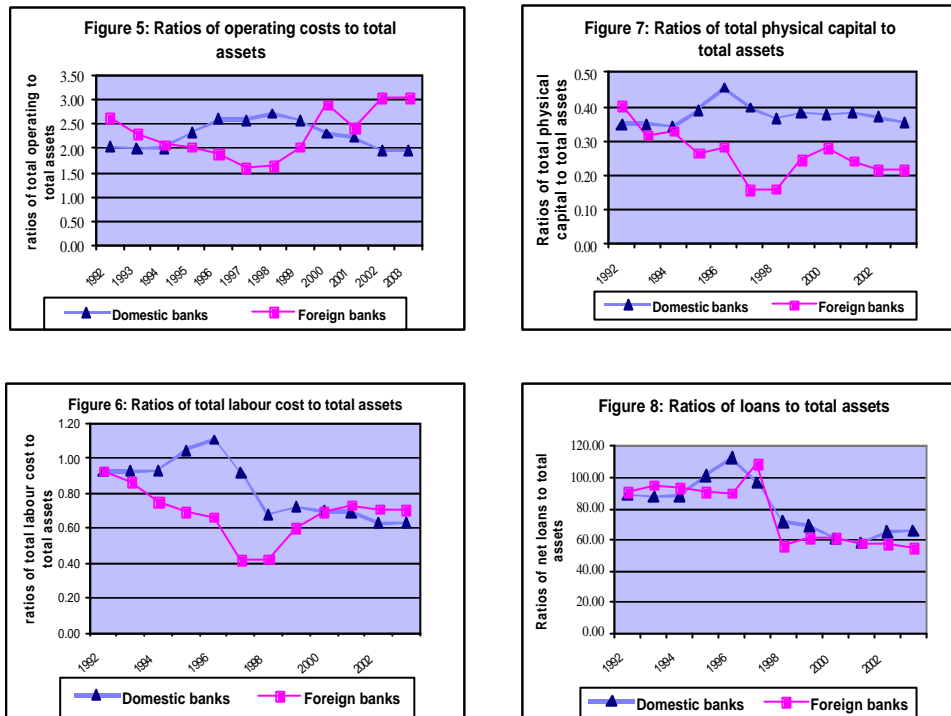 Figure 5: Ratios of operating costs to total
assets
ratios of total operating to
total assets
3.50
3.00
2.50
2.00
1.50
1.00
0.50
0.00
1992
1993
1994
1995
1996
1997
1998
1999
2000
2001
2002
2003
Domestic banks
Foreign banks
Figure 7: Ratios of total physical capital to
total assets
Ratios of total physical
capital to total assets
0.50
0.40
0.30
0.20
0.10
0.00
1992
1994
1996
1998
2000
2002
Domestic banks
Foreign banks
Figure 6: Ratios of total labour cost to total assets
ratios of total labour cost to
total assets
1.20
1.00
0.80
0.60
0.40
0.20
0.00
1992
1994
1996
1998
2000
2002
Domestic banks
Foreign banks
Figure 8: Ratios of loans to total assets
Ratios of net loans to total
assets
120.00
100.00
80.00
60.00
40.00
20.00
0.00
1992
1994
1996
1998
2000
2002
Domestic banks
Foreign banks